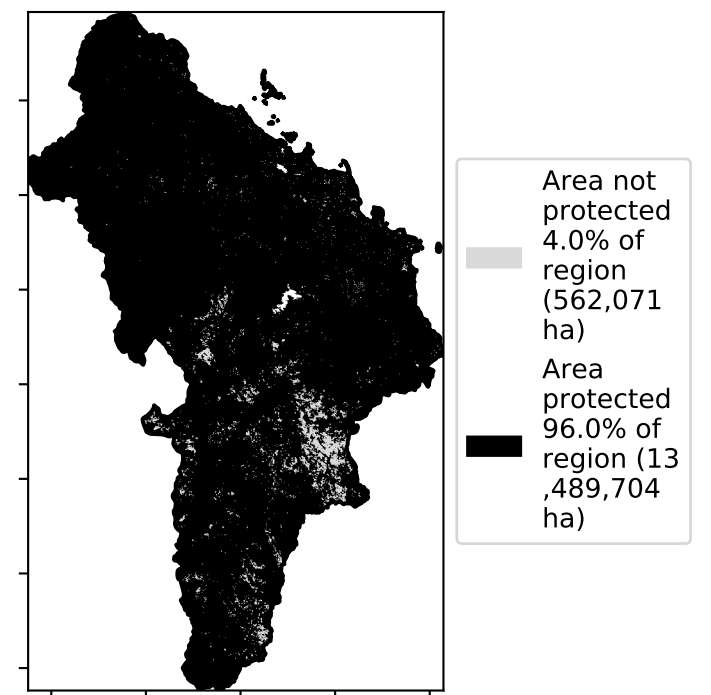 Area not
protected
4.0% of
region
(562,071
ha)
Area
protected
96.0% of
region (13
,489,704
ha)